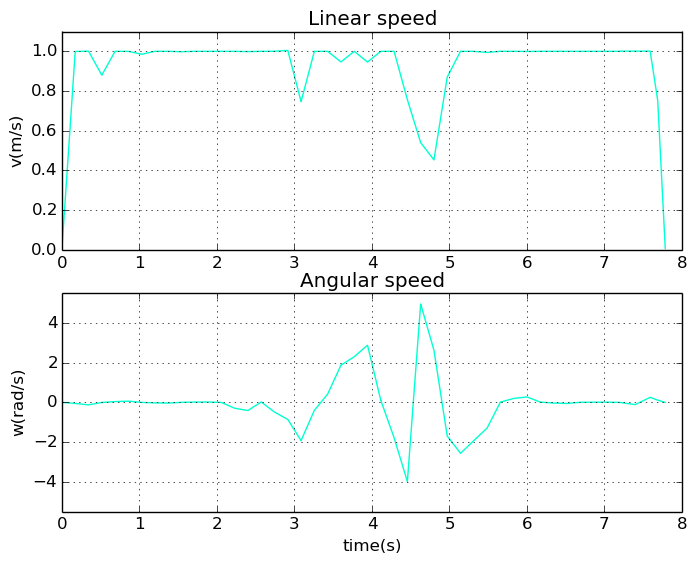 Linear speed
v(m/s)
1.0
0.8
0.6
0.4
0.2
0.0
0 1 2 3 4 5 6 7 8
Angular speed
w(rad/s)
4
2
0
−2
−4
0 1 2 3 4 5 6 7 8
time(s)